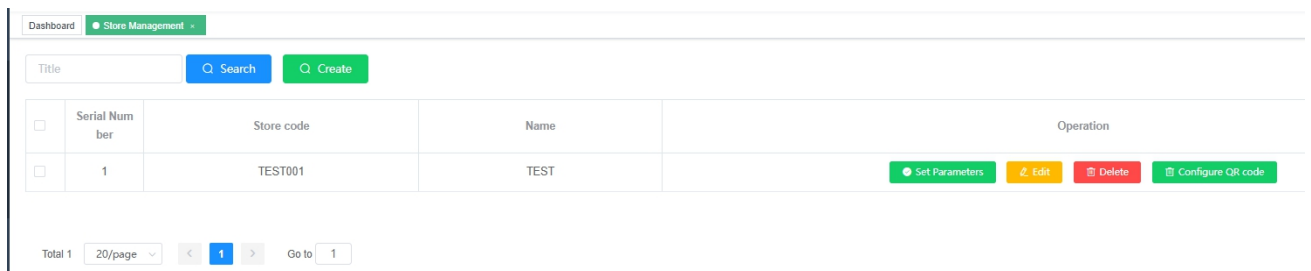 Dashboard Store Management ×
Title Search Create
Serial Num
ber Store code Name Operation
1 TEST001 TEST Set Parameters Edit Delete Configure QR code
Total 1 20/page < 1 > Go to 1